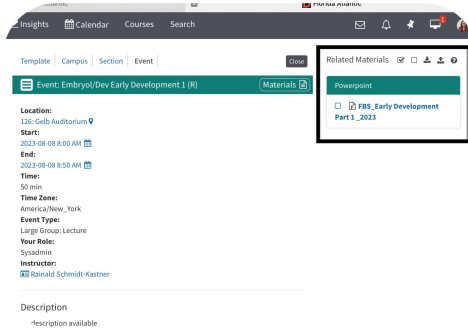 Insights Calendar Courses Search
1
Template Campus Section Event Close
Event: Embryol/Dev Early Development 1 (R) Materials
Location:
126: Gelb Auditorium
Start:
2023-08-08 8:00 AM
End:
2023-08-08 8:50 AM
Time:
50 min
Time Zone:
America/New_York
Event Type:
Large Group: Lecture
Your Role:
Sysadmin
Instructor:
Rainald Schmidt-Kastner
Description
description available
Related Materials
Powerpoint
FBS_Early Development
Part 1 _2023